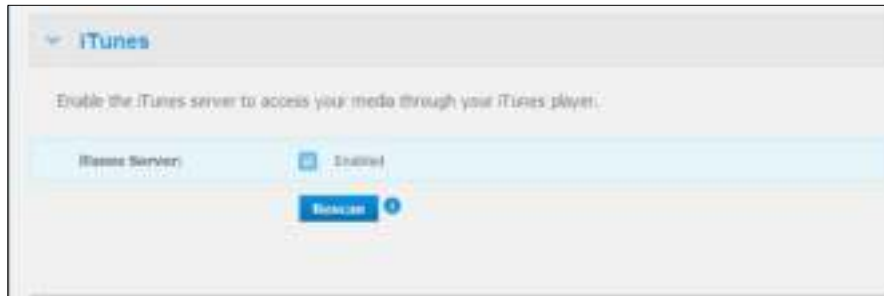 iTunes
Enable the iTunes server to access your media through your iTunes player.
iTunes Server:
Enabled
Rescan